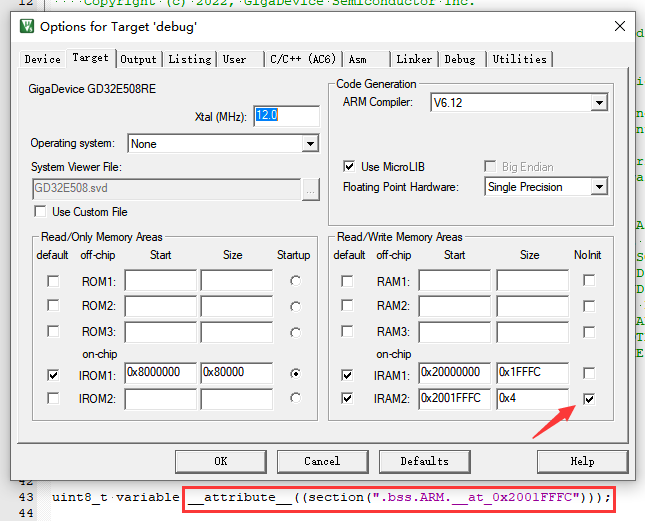 12
Copyright (c) 2022, GigaDevice Semiconductor Inc.
Options for Target 'debug'
Device Target Output Listing User C/C++ (AC6) Asm Linker Debug Utilities
GigaDevice GD32E508RE
Xtal (MHz): 12.0
Operating system: None
System Viewer File:
GD32E508.svd ...
Use Custom File
Code Generation
ARM Compiler: V6.12
Use MicroLIB Big Endian
Floating Point Hardware: Single Precision
Read/Only Memory Areas
default off-chip Start Size Startup
ROM1:
ROM2:
ROM3:
on-chip
IROM1: 0x8000000 0x80000
IROM2:
Read/Write Memory Areas
default off-chip Start Size NoInit
RAM1:
RAM2:
RAM3:
on-chip
IRAM1: 0x20000000 0x1FFFC
IRAM2: 0x2001FFFC 0x4
OK Cancel Defaults Help
42
43 uint8_t variable __attribute__((section(".bss.ARM.__at_0x2001FFFC")));
44